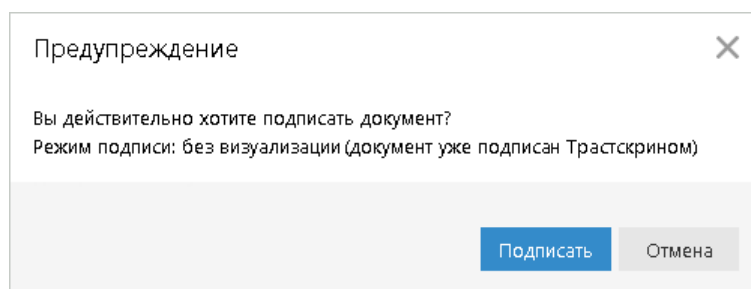 Предупреждение
Вы действительно хотите подписать документ?
Режим подписи: без визуализации (документ уже подписан Трастскрином)
Подписать Отмена